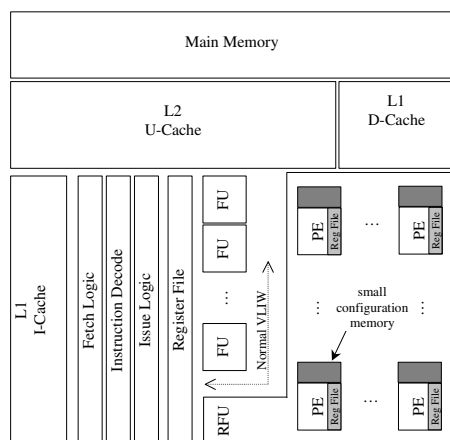 Main Memory
L2
U-Cache
L1
D-Cache
L1
I-Cache
Fetch Logic
Instruction Decode
Issue Logic
Register File
FU
FU
...
FU
RFU
Normal VLIW
PE
Reg File
...
PE
Reg File
...
small
configuration
memory
...
PE
Reg File
...
PE
Reg File